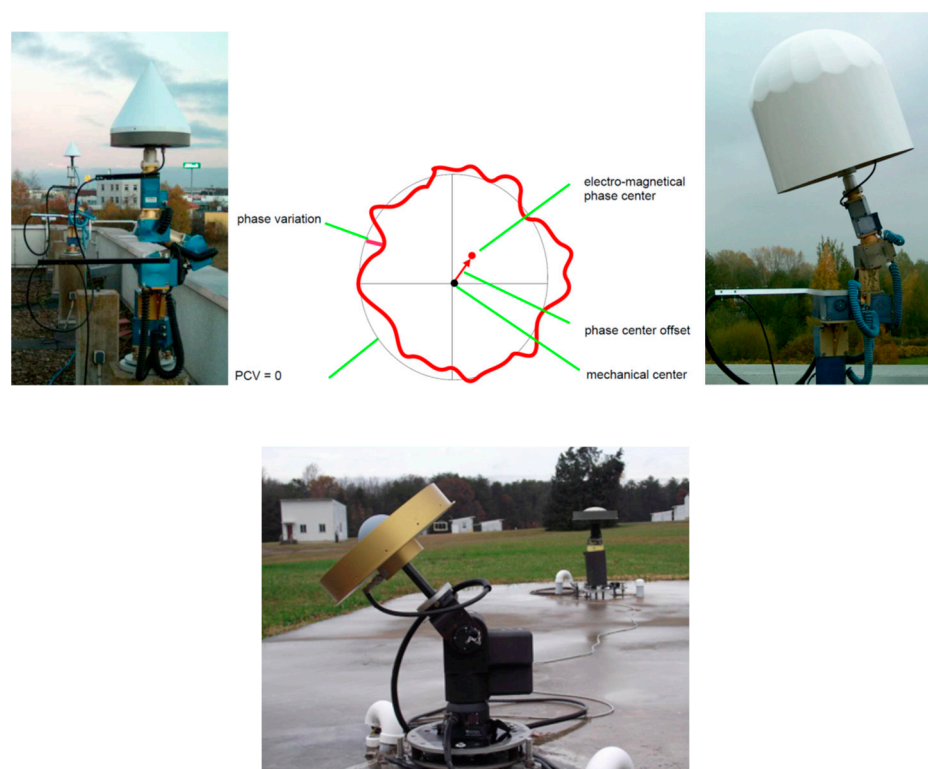 electro-magnetical
phase center
phase variation
phase center offset
PCV = 0
mechanical center